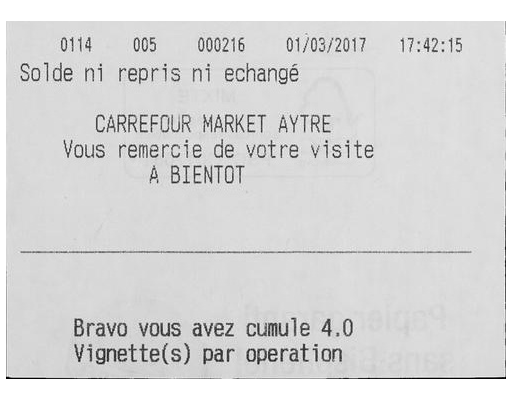 0114 005 000216 01/03/2017 17:42:15
Solde ni repris ni echangé
CARREFOUR MARKET AYTRE
Vous remercie de votre visite
A BIENTOT
Bravo vous avez cumule 4.0
Vignette(s) par operation